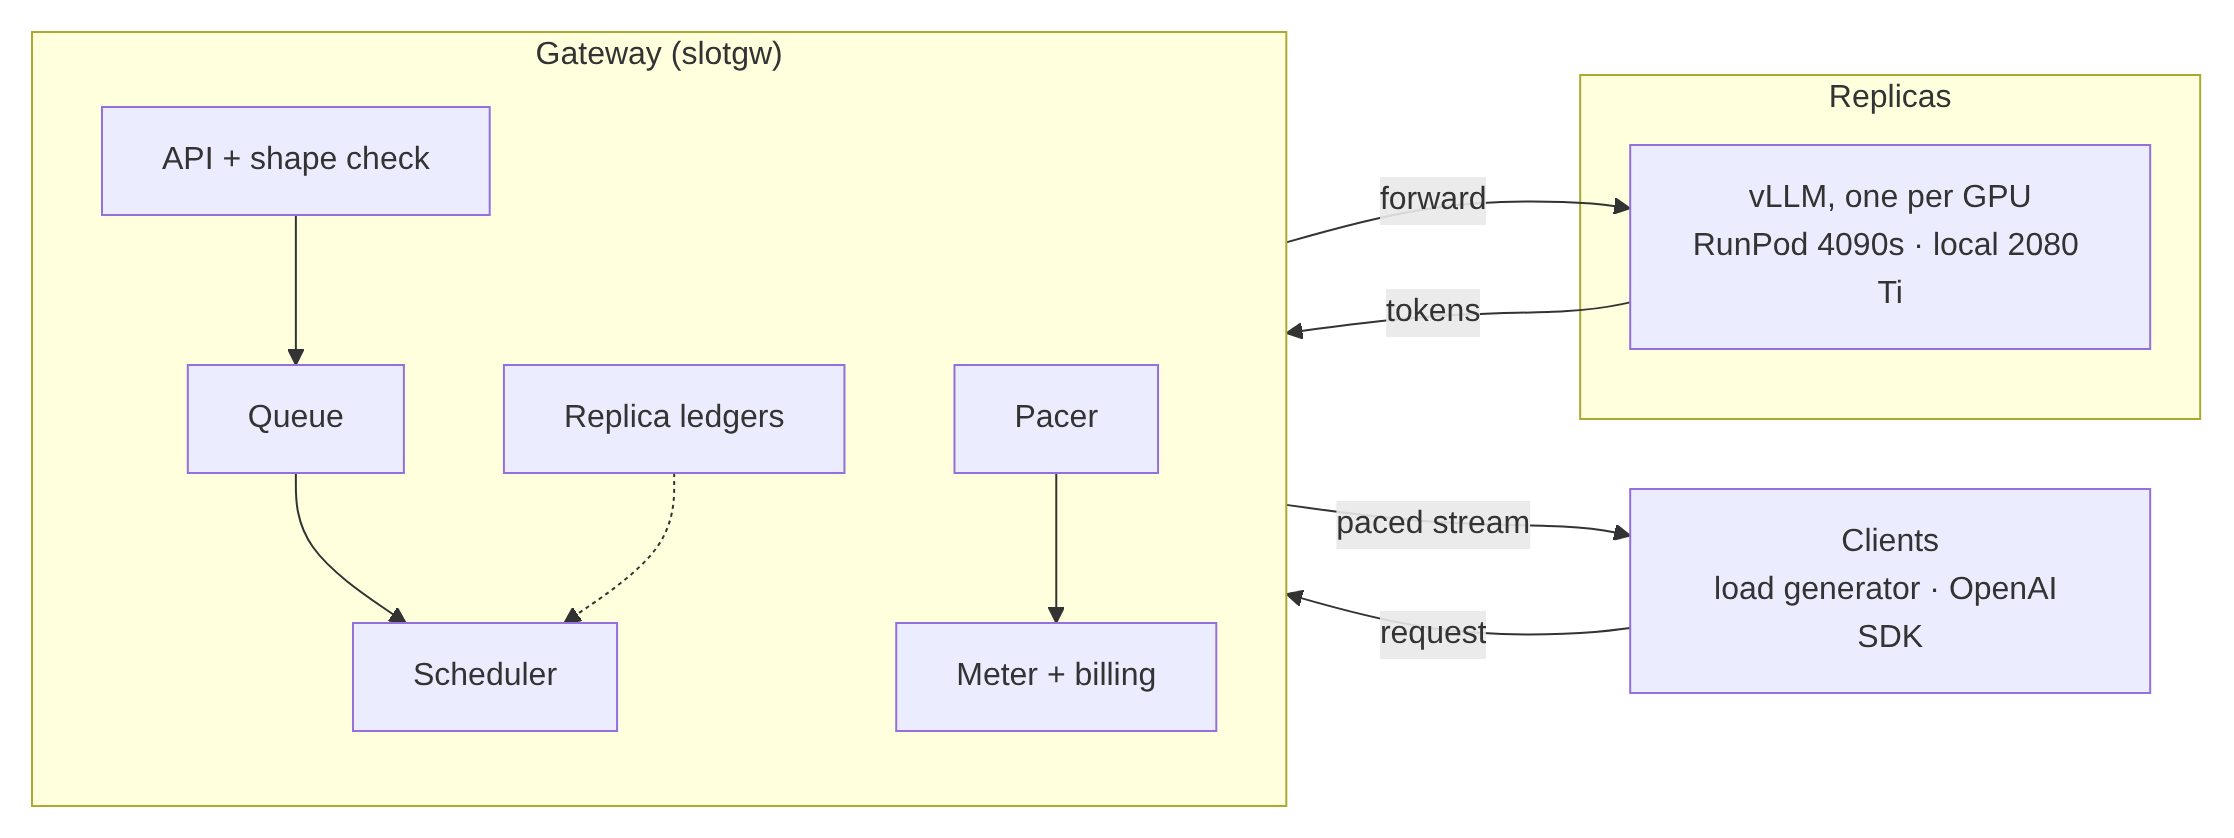 Gateway (slotgw)
API + shape check
Queue
Replica ledgers
Pacer
Scheduler
Meter + billing
forward
tokens
paced stream
request
Replicas
vLLM, one per GPU
RunPod 4090s · local 2080
Ti
Clients
load generator · OpenAI
SDK